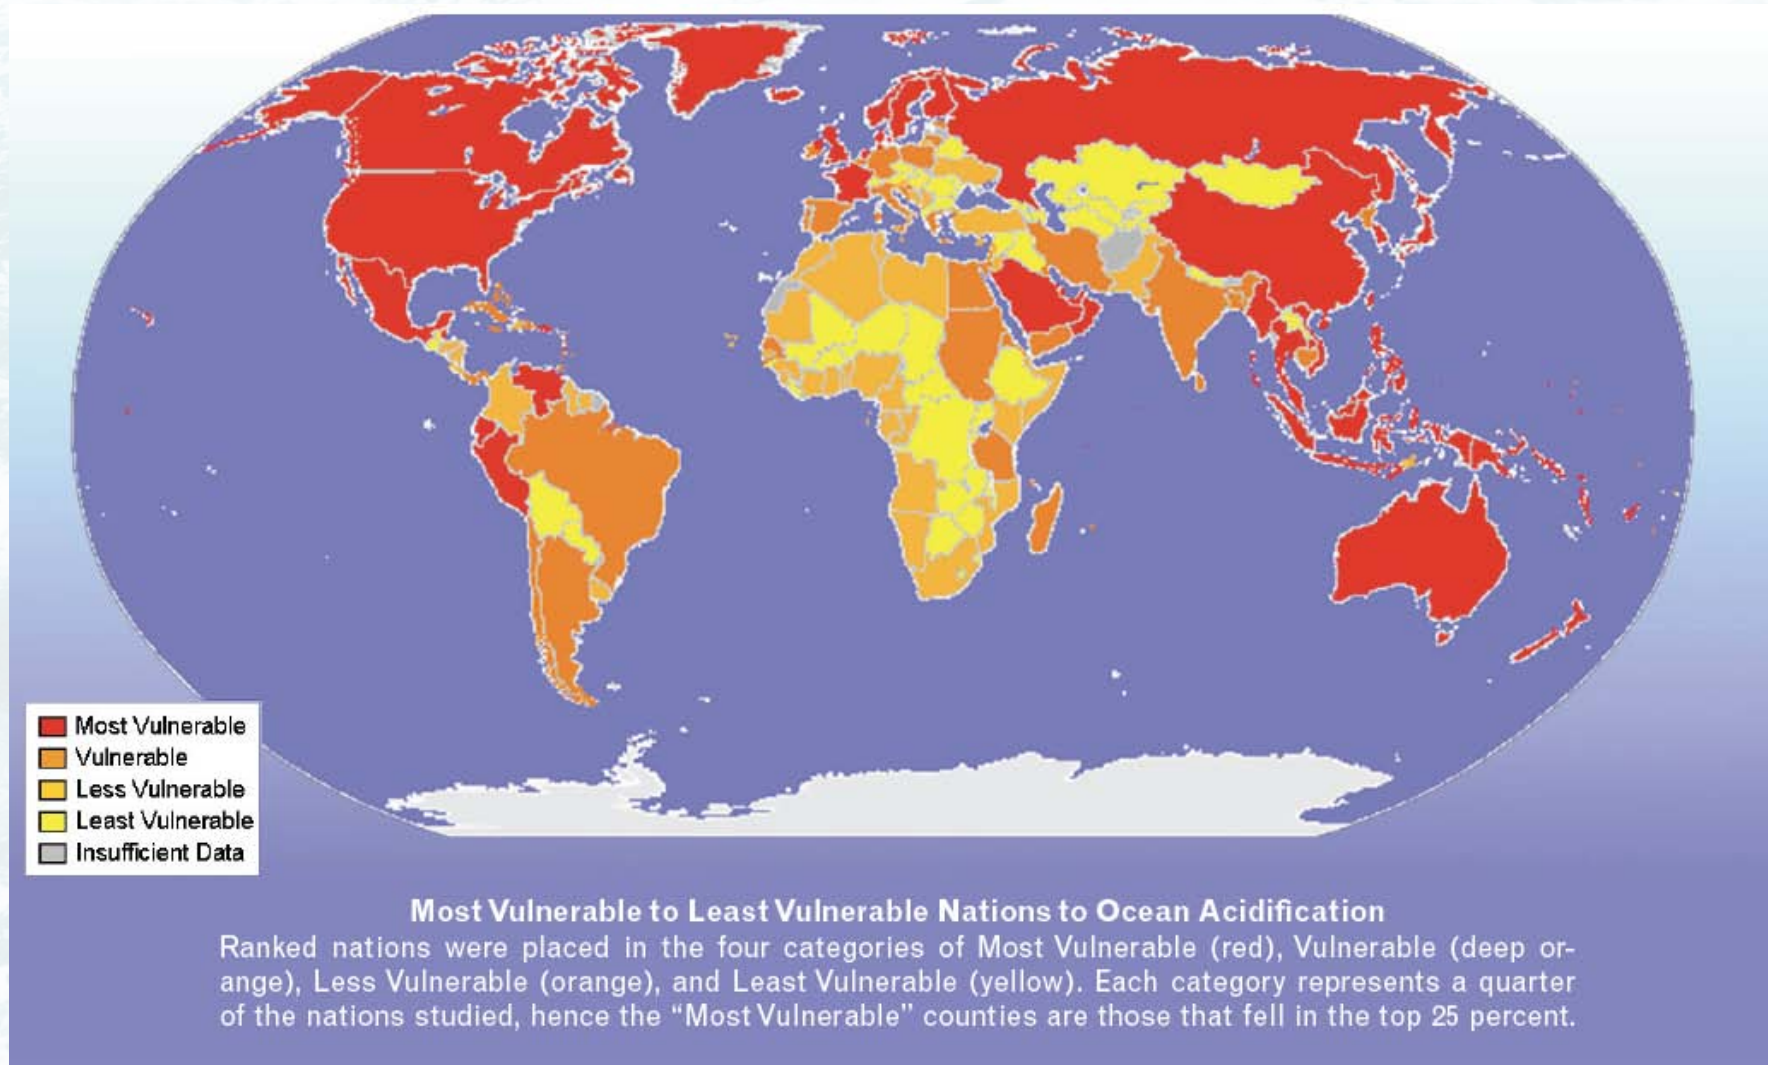 Most Vulnerable
Vulnerable
Less Vulnerable
Least Vulnerable
Insufficient Data
Most Vulnerable to Least Vulnerable Nations to Ocean Acidification
Ranked nations were placed in the four categories of Most Vulnerable (red), Vulnerable (deep or-
ange), Less Vulnerable (orange), and Least Vulnerable (yellow). Each category represents a quarter
of the nations studied, hence the “Most Vulnerable” counties are those that fell in the top 25 percent.